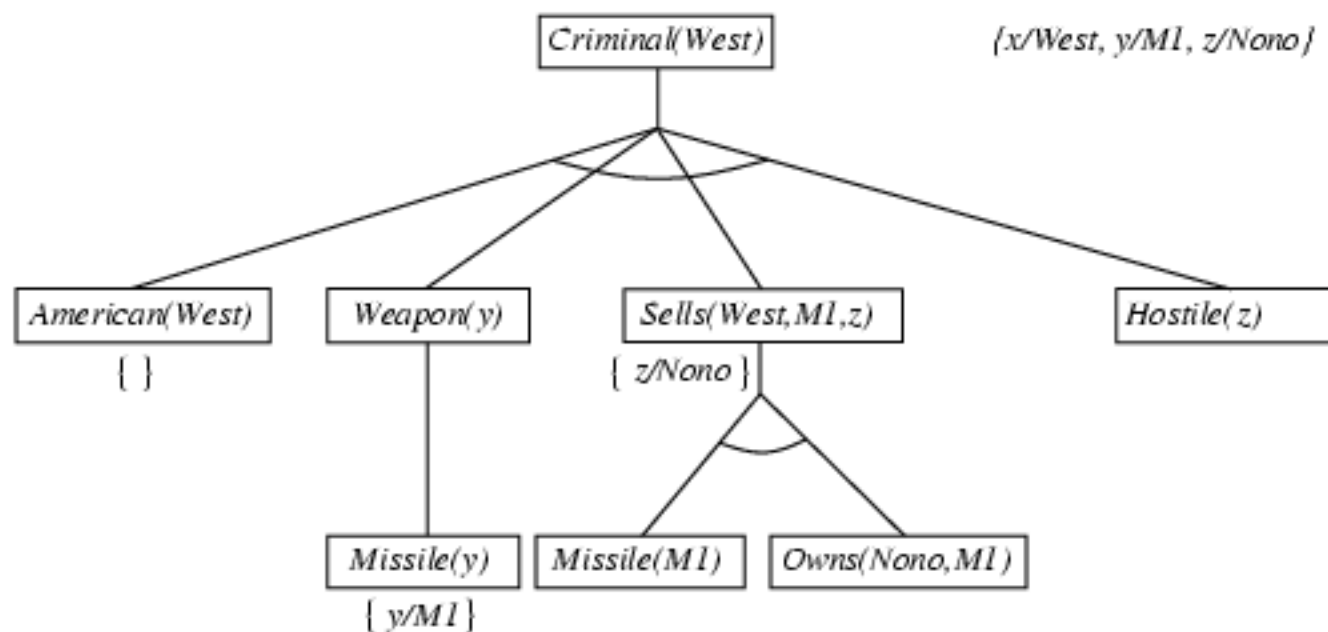 Criminal(West)
{x/West, y/M1, z/Nono}
American(West)
Weapon(y)
Sells(West,M1,z)
Hostile(z)
{ }
{ z/Nono }
Missile(y)
Missile(M1)
Owns(Nono,M1)
{ y/M1 }